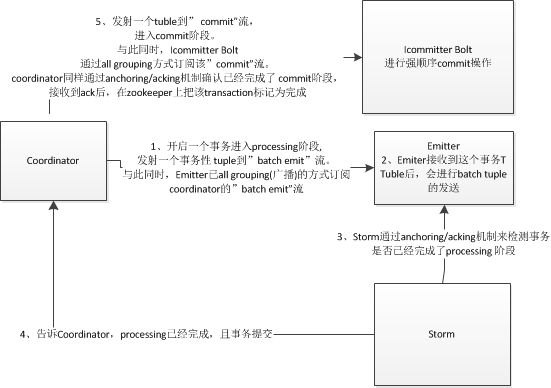 5、发射一个tuble到” commit”流，
进入commit阶段。
与此同时，Icommitter Bolt
通过all grouping方式订阅该”commit”流。
coordinator同样通过anchoring/acking机制确认已经完成了 commit阶段，
接收到ack后，在zookeeper上把该transaction标记为完成
Icommitter Bolt
进行强顺序commit操作
Coordinator
1、开启一个事务进入processing阶段,
发射一个事务性 tuple到”batch emit”流。
与此同时，Emitter已all grouping(广播)的方式订阅
coordinator的”batch emit”流
Emitter
2、Emiter接收到这个事务T
Tuble后，会进行batch tuple
的发送
3、Storm通过anchoring/acking机制来检测事务
是否已经完成了processing 阶段
4、告诉Coordinator，processing已经完成，且事务提交
Storm